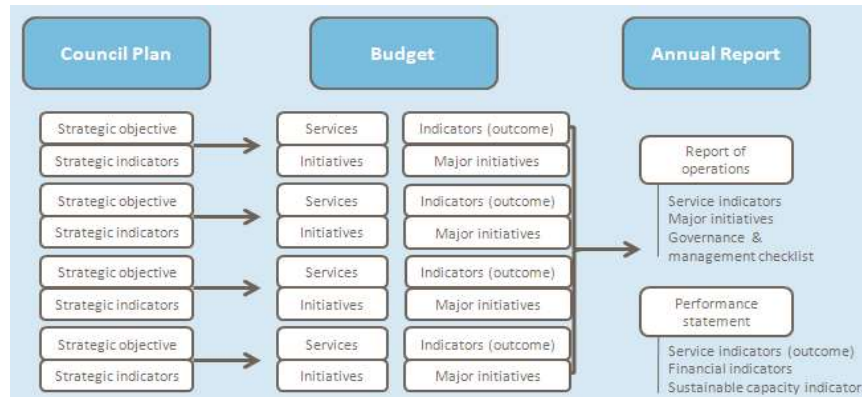 Council Plan
Budget
Annual Report
Strategic objective
Strategic indicators
Services
Initiatives
Indicators (outcome)
Major initiatives
Strategic objective
Strategic indicators
Services
Initiatives
Indicators (outcome)
Major initiatives
Strategic objective
Strategic indicators
Services
Initiatives
Indicators (outcome)
Major initiatives
Strategic objective
Strategic indicators
Services
Initiatives
Indicators (outcome)
Major initiatives
Report of
operations
Service indicators
Major initiatives
Governance &
management checklist
Performance
statement
Service indicators (outcome)
Financial indicators
Sustainable capacity indicator